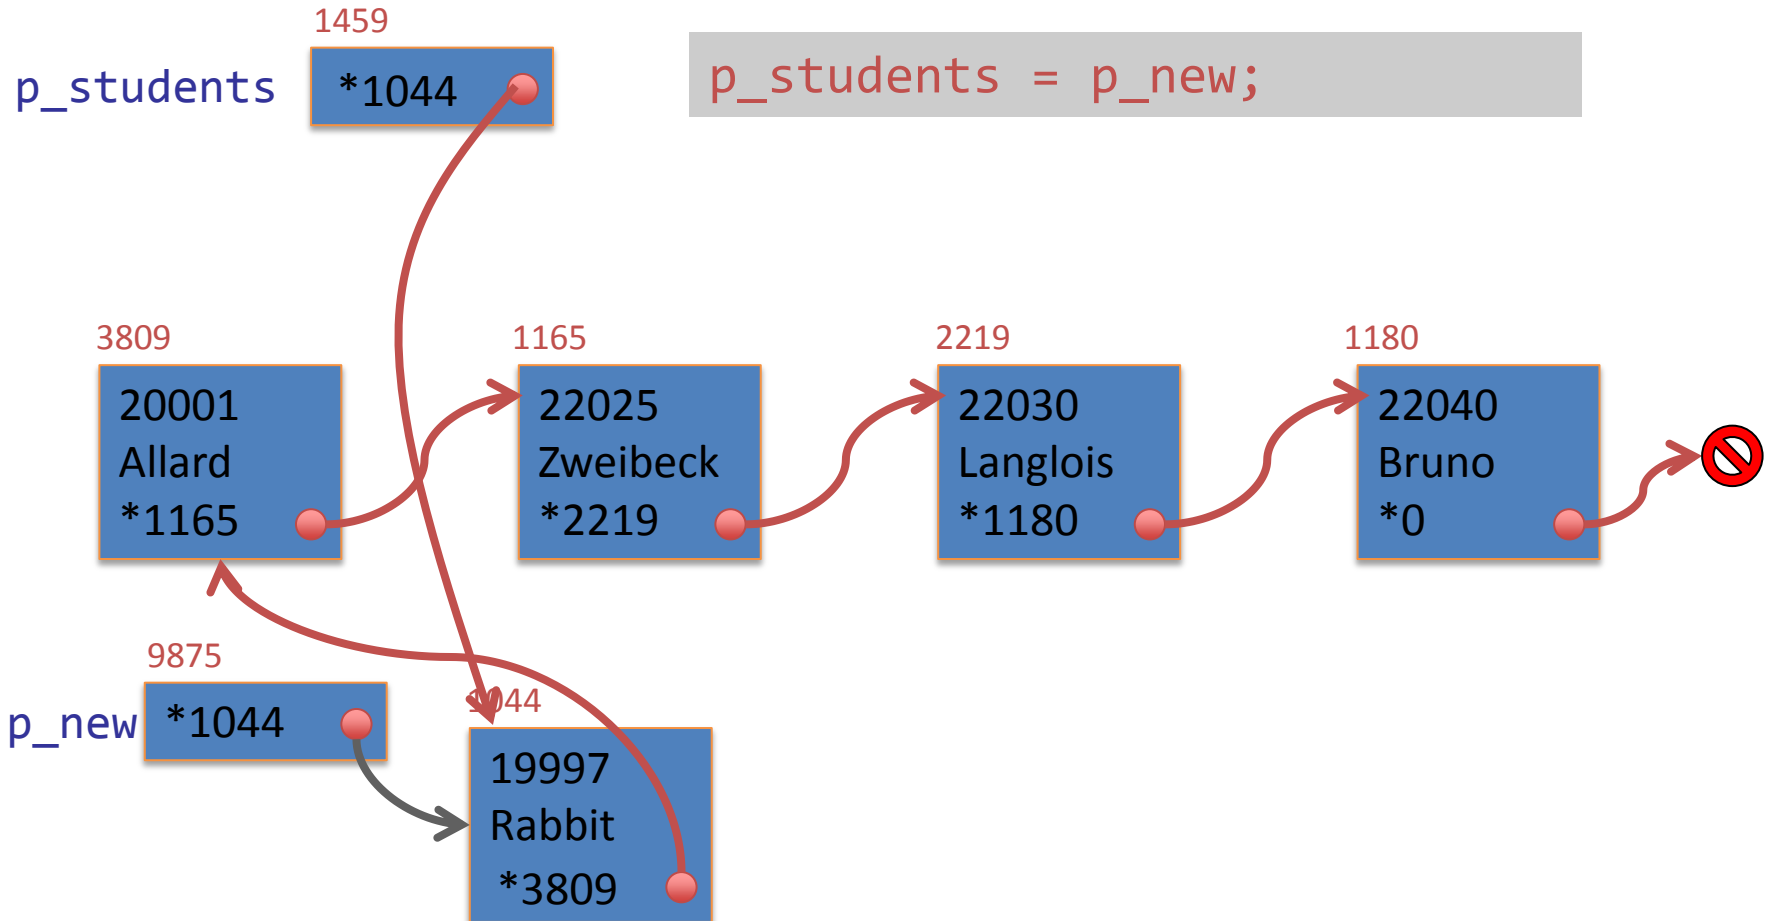 1459
p_students
*1044
p_students = p_new;
3809
1165
2219
1180
20001
Allard
*1165
22025
Zweibeck
*2219
22030
Langlois
*1180
22040
Bruno
*0
9875
p_new
*1044
1044
19997
Rabbit
*3809